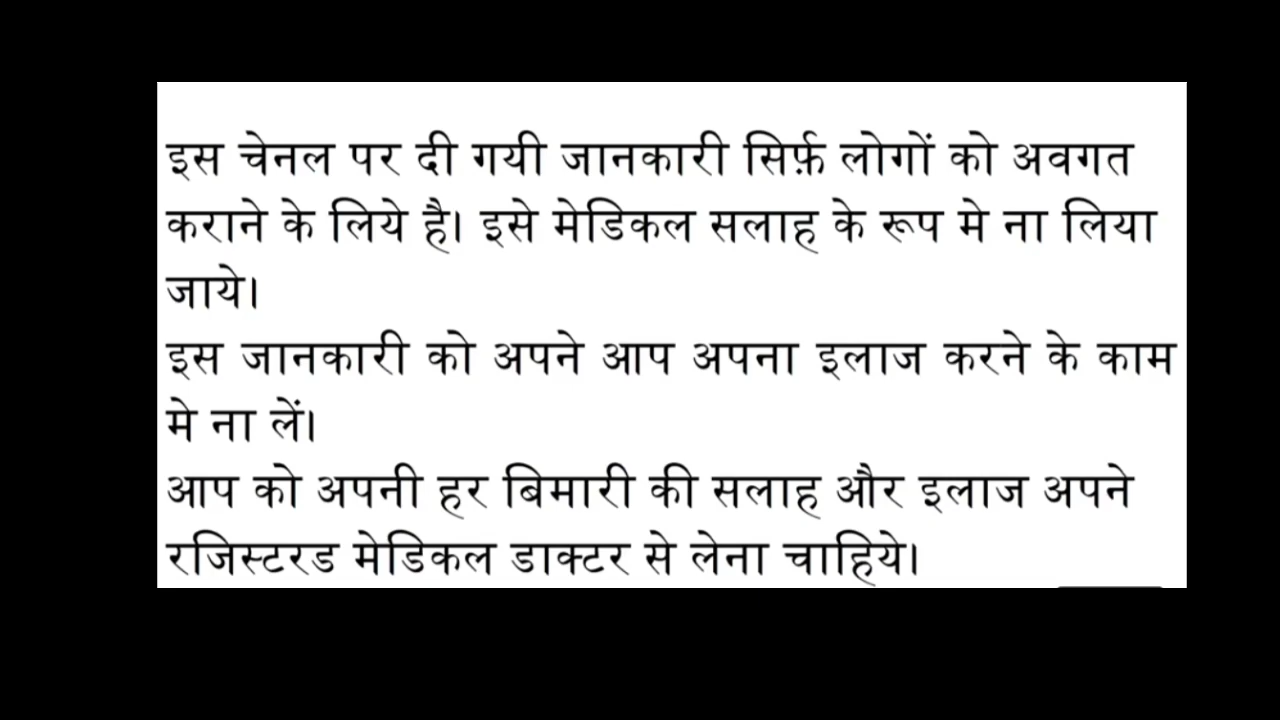 इस चेनल पर दी गयी जानकारी सिर्फ़ लोगों को अवगत
कराने के लिये है। इसे मेडिकल सलाह के रूप मे ना लिया
जाये।
इस जानकारी को अपने आप अपना इलाज करने के काम
मे ना लें।
आप को अपनी हर बिमारी की सलाह और इलाज अपने
रजिस्टरड मेडिकल डाक्टर से लेना चाहिये।